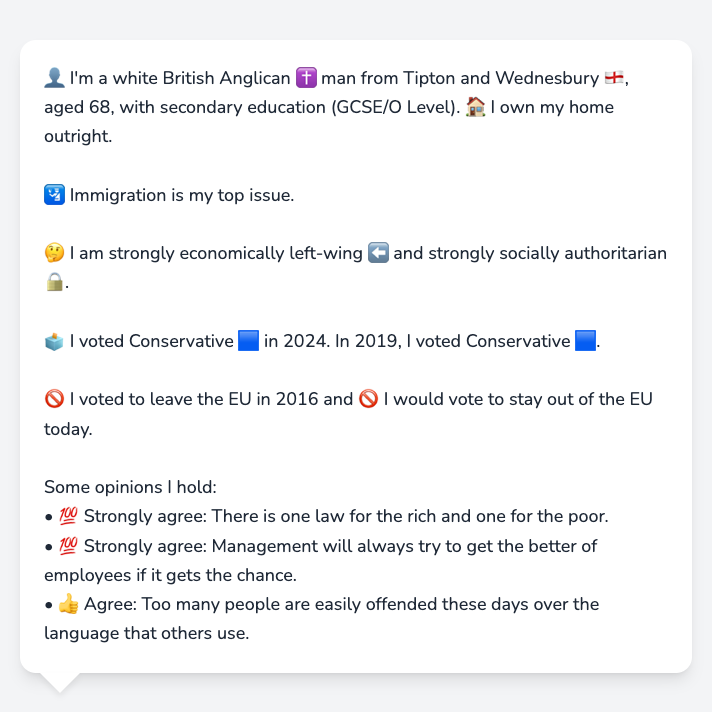 👤 I'm a white British Anglican ✝️ man from Tipton and Wednesbury 🏴󠁧󠁢󠁥󠁮󠁧󠁿,
aged 68, with secondary education (GCSE/O Level). 🏠 I own my home
outright.
🛂 Immigration is my top issue.
🤔 I am strongly economically left-wing ⬅️ and strongly socially authoritarian
🔒.
🗳️ I voted Conservative 🟦 in 2024. In 2019, I voted Conservative 🟦.
🚫 I voted to leave the EU in 2016 and 🚫 I would vote to stay out of the EU
today.
Some opinions I hold:
• 💯 Strongly agree: There is one law for the rich and one for the poor.
• 💯 Strongly agree: Management will always try to get the better of
employees if it gets the chance.
• 👍 Agree: Too many people are easily offended these days over the
language that others use.